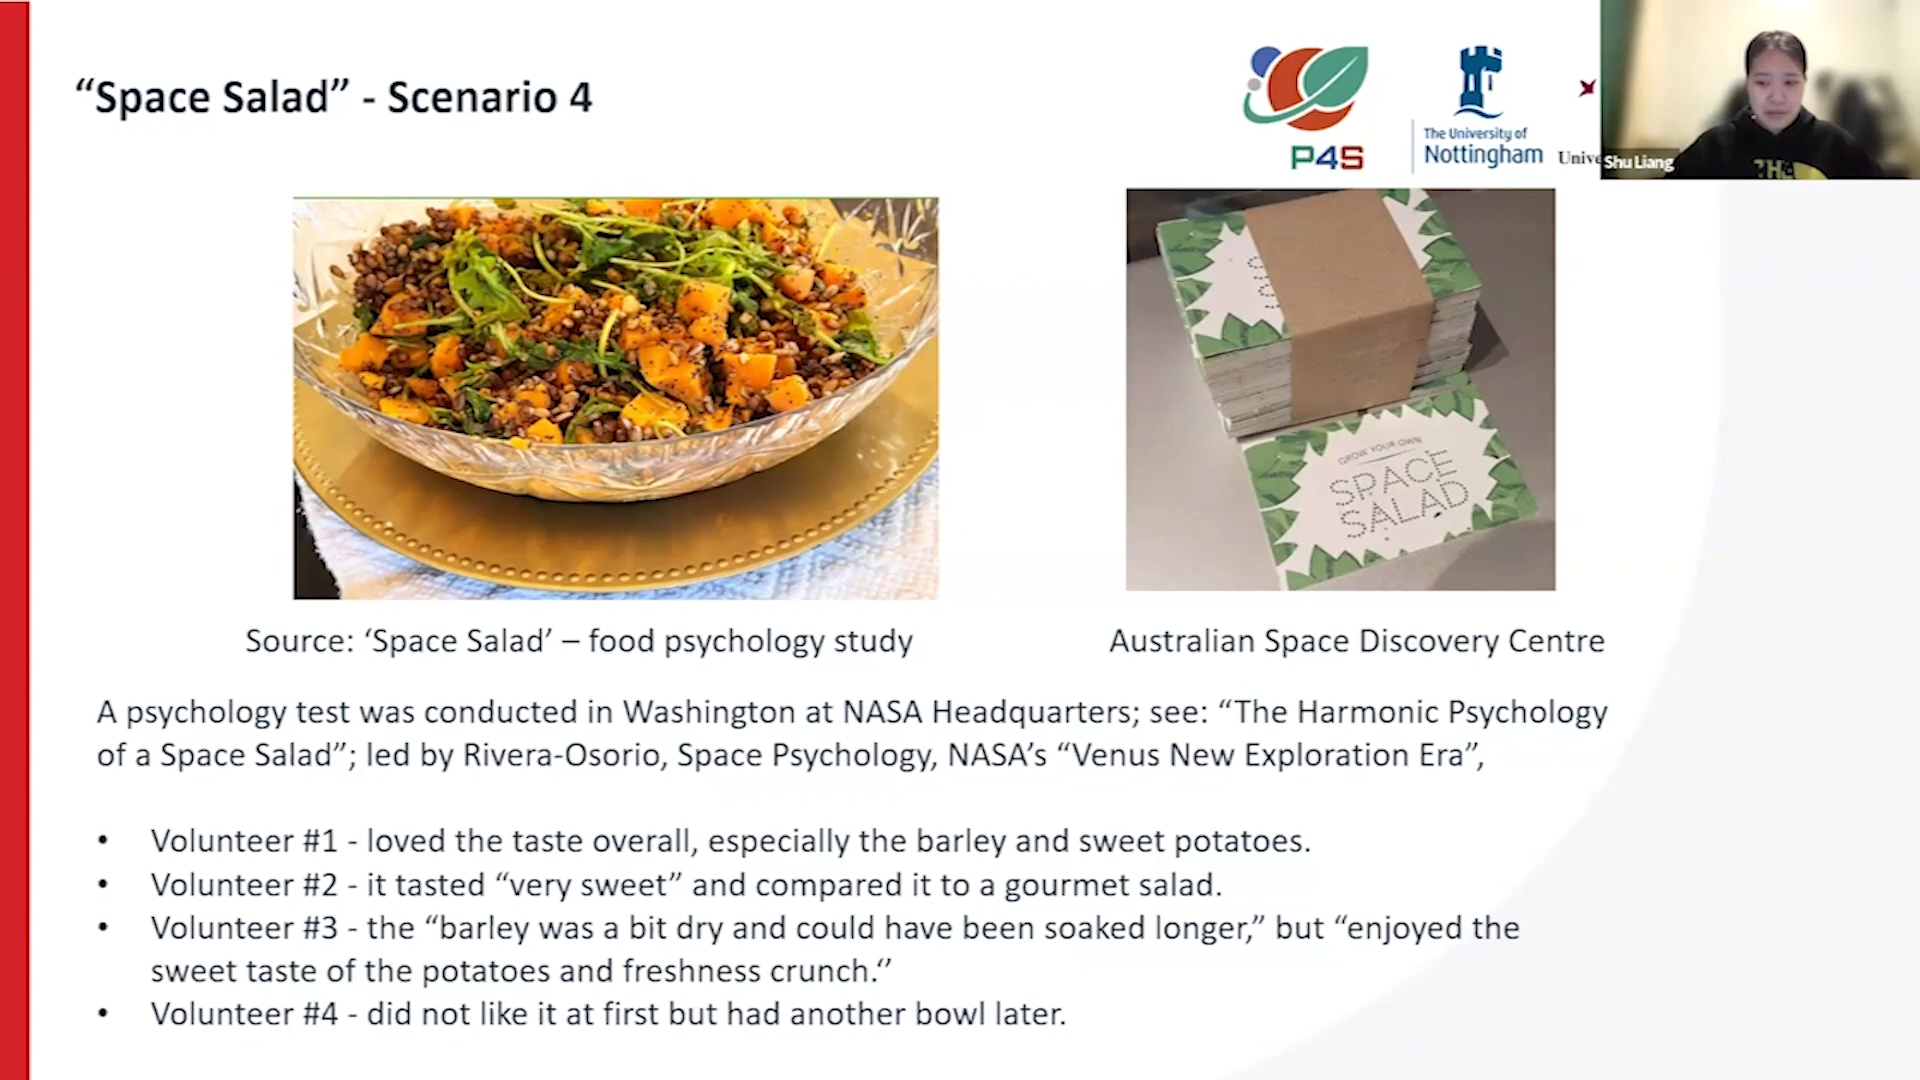 “Space Salad” - Scenario 4
P4S
The University of
Nottingham
Shu Liang
GROW YOUR OWN
SPACE
SALAD
Source: ‘Space Salad’ – food psychology study
Australian Space Discovery Centre
A psychology test was conducted in Washington at NASA Headquarters; see: “The Harmonic Psychology
of a Space Salad”; led by Rivera-Osorio, Space Psychology, NASA’s “Venus New Exploration Era”,
• Volunteer #1 - loved the taste overall, especially the barley and sweet potatoes.
• Volunteer #2 - it tasted “very sweet” and compared it to a gourmet salad.
• Volunteer #3 - the “barley was a bit dry and could have been soaked longer,” but “enjoyed the
sweet taste of the potatoes and freshness crunch.”
• Volunteer #4 - did not like it at first but had another bowl later.